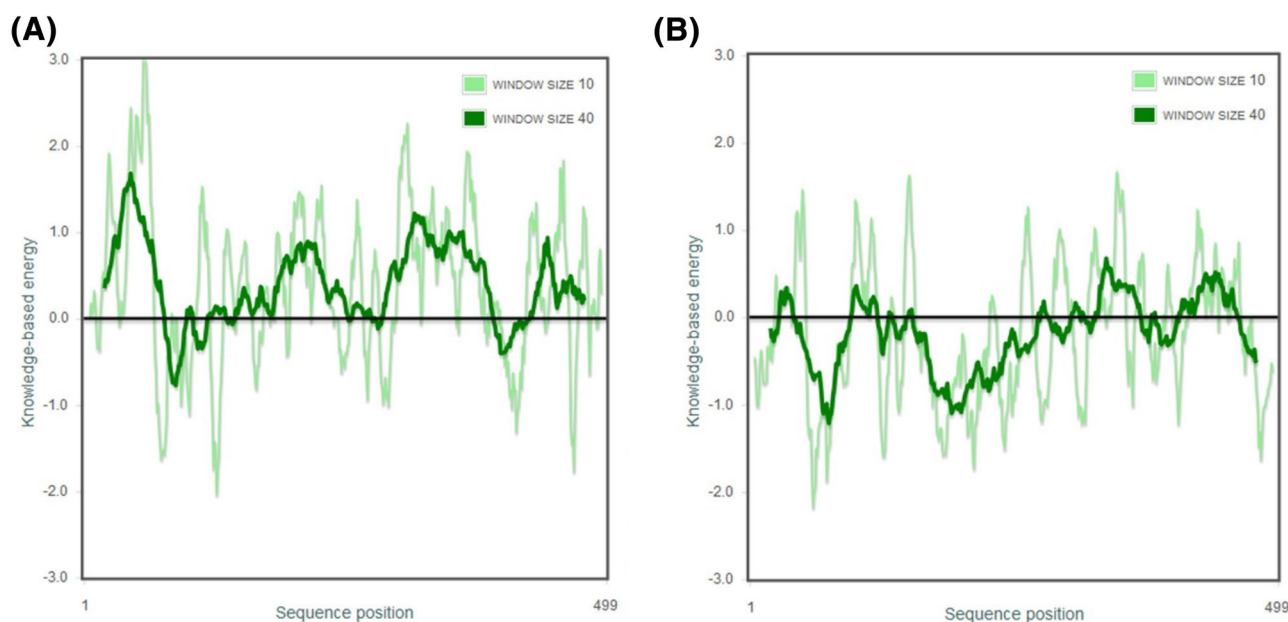 (A)
3.0
2.0
1.0
0.0
-1.0
-2.0
-3.0
Knowledge-based energy
WINDOW SIZE 10
WINDOW SIZE 40
1
Sequence position
499
(B)
3.0
2.0
1.0
0.0
-1.0
-2.0
-3.0
Knowledge-based energy
WINDOW SIZE 10
WINDOW SIZE 40
1
Sequence position
499